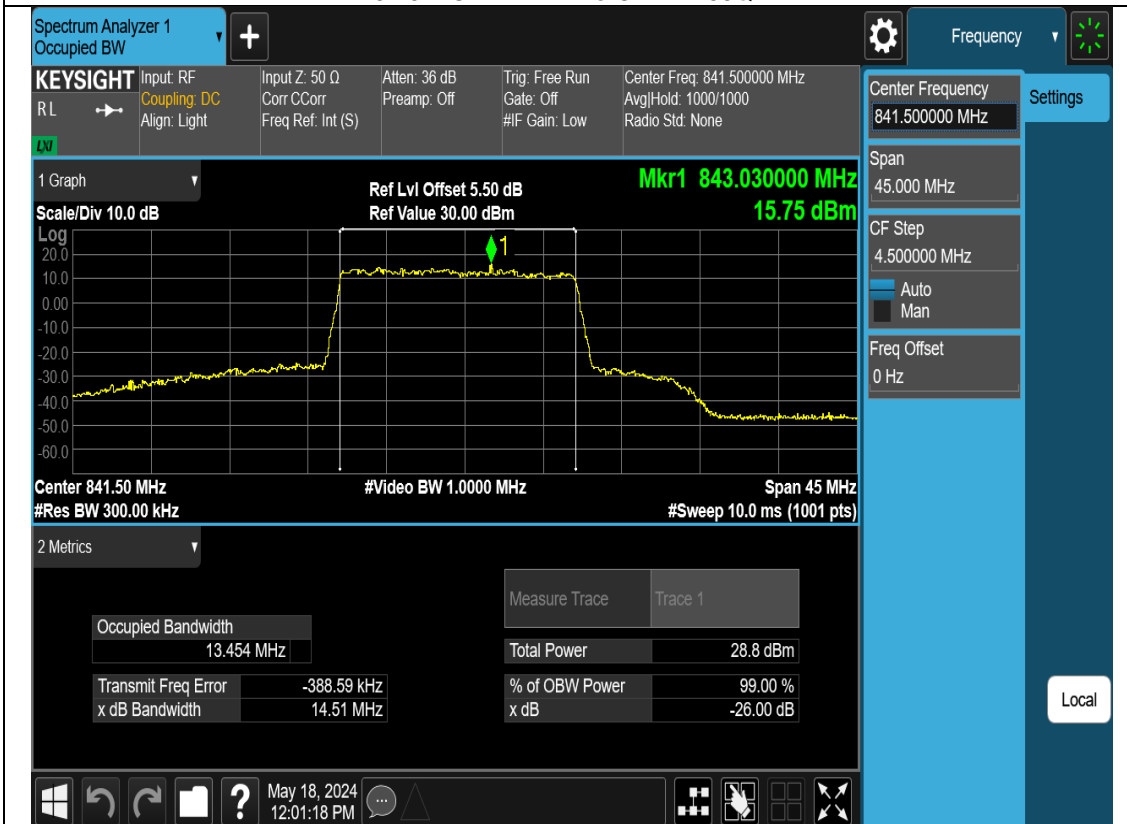 Spectrum Analyzer 1
Occupied BW
+
Frequency
KEYSIGHT
R L
LXI
Input: RF
Coupling: DC
Align: Light
Input Z: 50 Ω
Corr CCorr
Freq Ref: Int (S)
Atten: 36 dB
Preamp: Off
Trig: Free Run
Gate: Off
#IF Gain: Low
Center Freq: 841.500000 MHz
Avg|Hold: 1000/1000
Radio Std: None
Center Frequency
841.500000 MHz
Settings
Span
45.000 MHz
CF Step
4.500000 MHz
Auto
Man
Freq Offset
0 Hz
Local
1 Graph
Scale/Div 10.0 dB
Ref Lvl Offset 5.50 dB
Ref Value 30.00 dBm
Mkr1 843.030000 MHz
15.75 dBm
Log
1
20.0
10.0
0.00
-10.0
-20.0
-30.0
-40.0
-50.0
-60.0
Center 841.50 MHz
#Video BW 1.0000 MHz
Span 45 MHz
#Res BW 300.00 kHz
#Sweep 10.0 ms (1001 pts)
2 Metrics
Measure Trace Trace 1
Occupied Bandwidth
13.454 MHz
Total Power 28.8 dBm
Transmit Freq Error -388.59 kHz
% of OBW Power 99.00 %
x dB Bandwidth 14.51 MHz
x dB -26.00 dB
?
May 18, 2024
12:01:18 PM